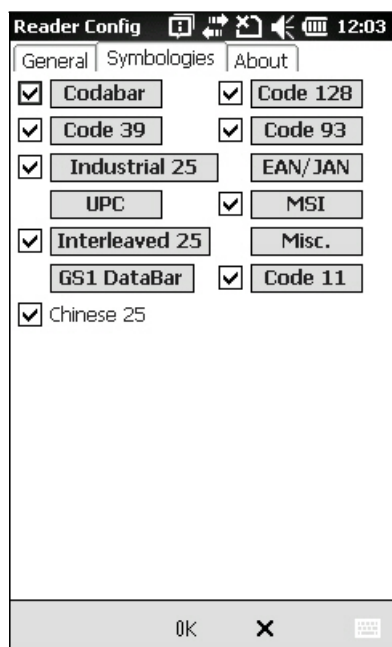 Reader Config 12:03
General Symbologies About
Codabar Code 128
Code 39 Code 93
Industrial 25 EAN/JAN
UPC MSI
Interleaved 25 Misc.
GS1 DataBar Code 11
Chinese 25
OK